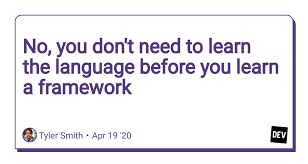 No, you don't need to learn
the language before you learn
a framework
Tyler Smith • Apr 19 '20
DEV